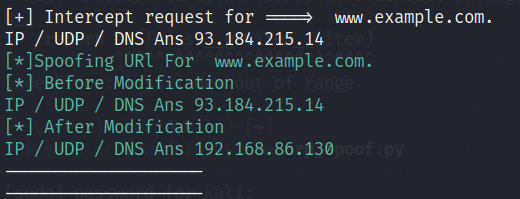 [+] Intercept request for ⟹ www.example.com.
IP / UDP / DNS Ans 93.184.215.14
[*]Spoofing URl For www.example.com.
[*] Before Modification
IP / UDP / DNS Ans 93.184.215.14
[*] After Modification
IP / UDP / DNS Ans 192.168.86.130
--------------------
--------------------